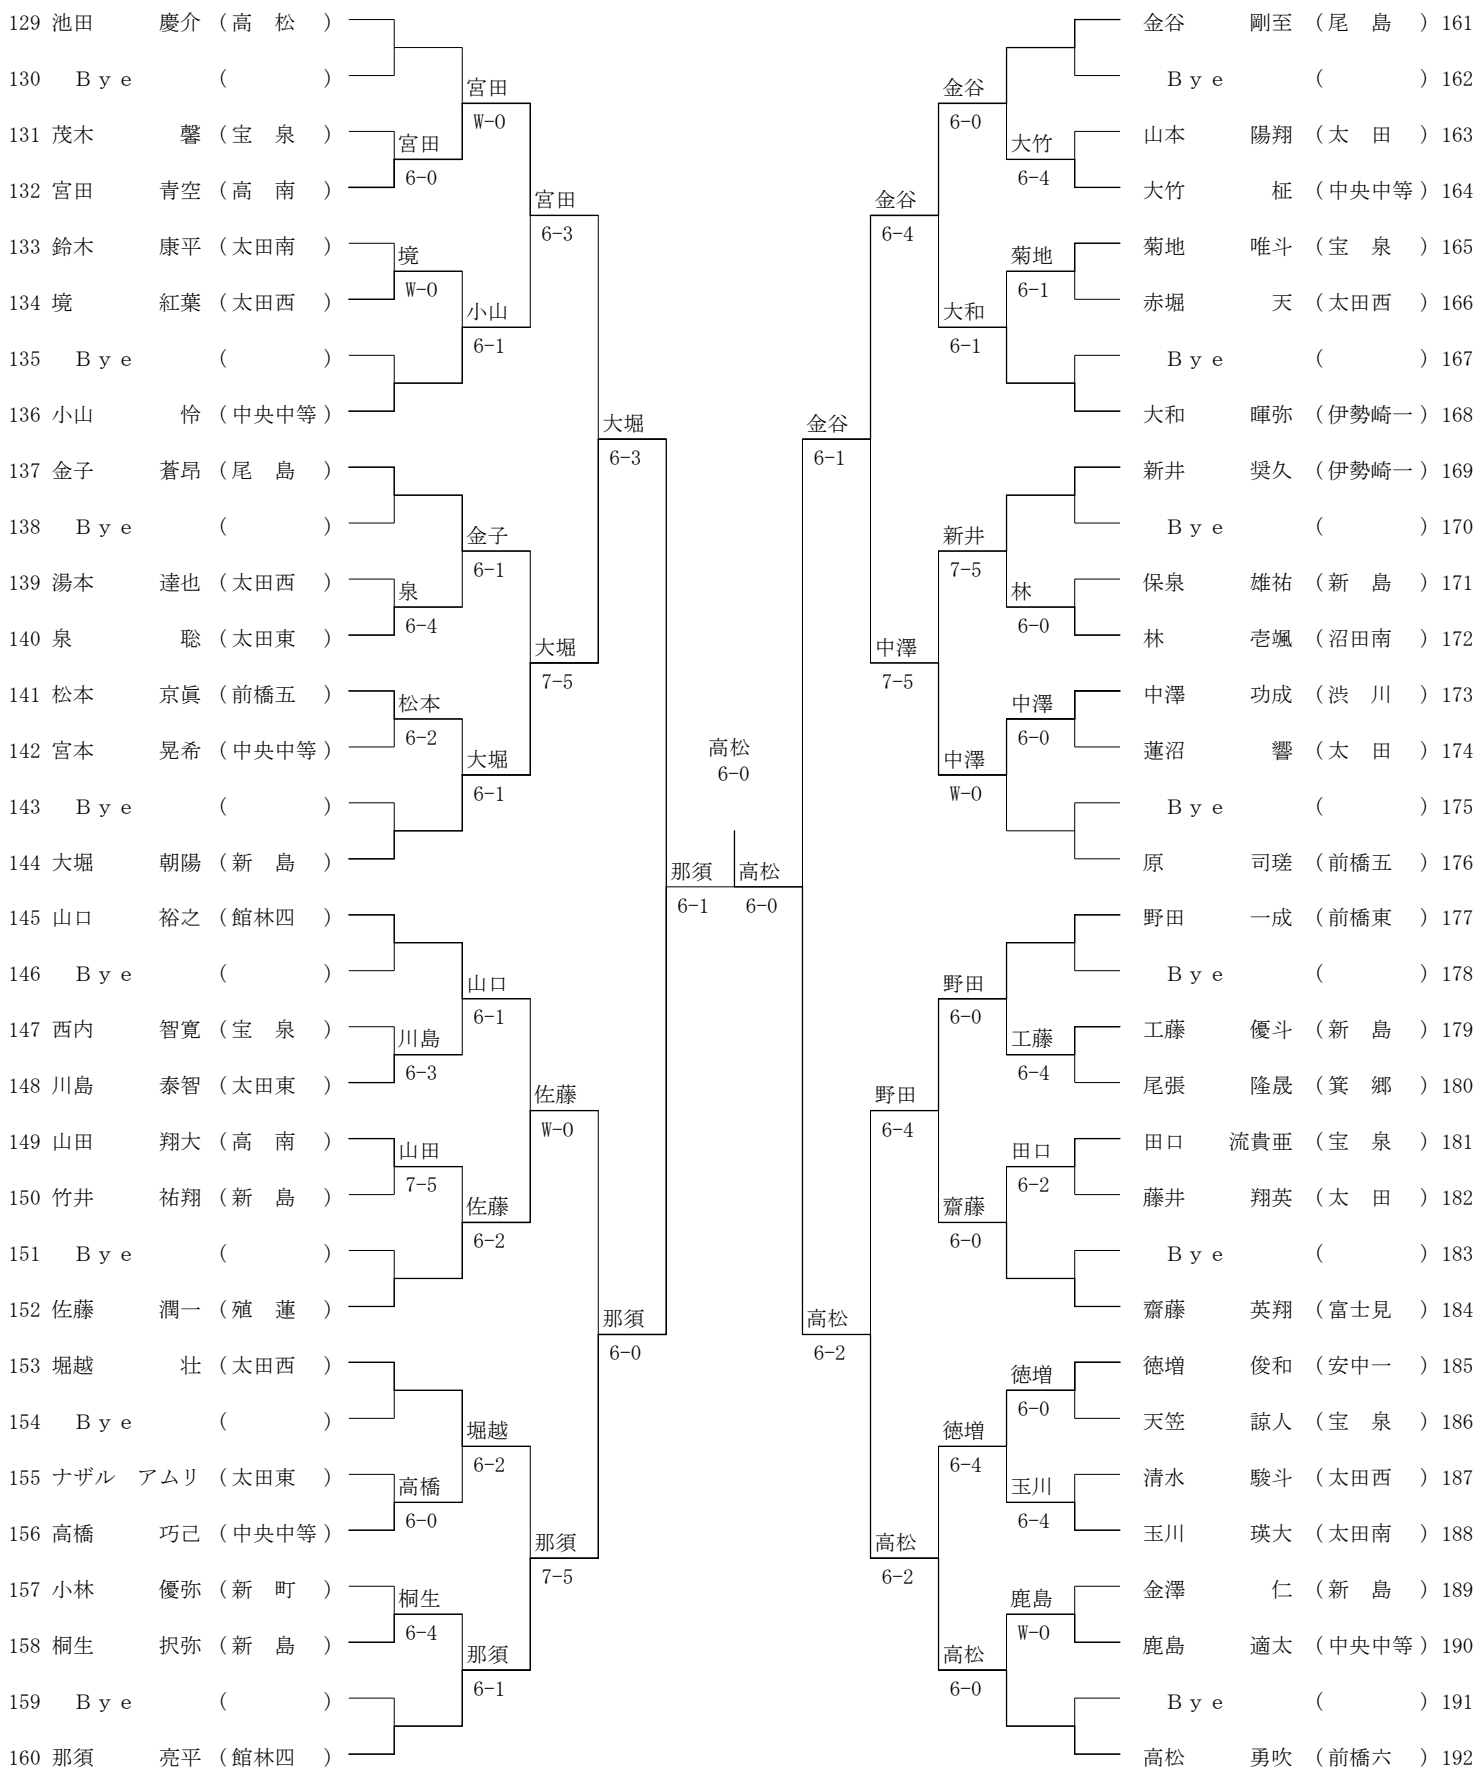 129 池田 慶介 （高 松 ）
130 Ｂｙｅ （ ）
131 茂木 馨 （宝 泉 ）
132 宮田 青空 （高 南 ）
133 鈴木 康平 （太田南 ）
134 境 紅葉 （太田西 ）
135 Ｂｙｅ （ ）
136 小山 怜 （中央中等）
137 金子 蒼昂 （尾 島 ）
138 Ｂｙｅ （ ）
139 湯本 達也 （太田西 ）
140 泉 聡 （太田東 ）
141 松本 京眞 （前橋五 ）
142 宮本 晃希 （中央中等）
143 Ｂｙｅ （ ）
144 大堀 朝陽 （新 島 ）
145 山口 裕之 （館林四 ）
146 Ｂｙｅ （ ）
147 西内 智寛 （宝 泉 ）
148 川島 泰智 （太田東 ）
149 山田 翔大 （高 南 ）
150 竹井 祐翔 （新 島 ）
151 Ｂｙｅ （ ）
152 佐藤 潤一 （殖 蓮 ）
153 堀越 壮 （太田西 ）
154 Ｂｙｅ （ ）
155 ナザル アムリ （太田東 ）
156 高橋 巧己 （中央中等）
157 小林 優弥 （新 町 ）
158 桐生 択弥 （新 島 ）
159 Ｂｙｅ （ ）
160 那須 亮平 （館林四 ）
宮田
6-0
境
W-0
泉
6-4
松本
6-2
川島
6-3
山田
7-5
高橋
6-0
桐生
6-4
宮田
W-0
小山
6-1
金子
6-1
大堀
6-1
山口
6-1
佐藤
6-2
堀越
6-2
那須
6-1
宮田
6-3
大堀
7-5
佐藤
W-0
那須
7-5
大堀
6-3
那須
6-0
那須
6-1
高松
6-0
高松
6-0
金谷
6-1
高松
6-2
金谷
6-4
中澤
7-5
野田
6-4
高松
6-2
金谷
6-0
大和
6-1
新井
7-5
中澤
W-0
野田
6-0
齋藤
6-0
徳増
6-4
高松
6-0
大竹
6-4
菊地
6-1
林
6-0
中澤
6-0
工藤
6-4
田口
6-2
徳増
6-0
玉川
6-4
鹿島
W-0
金谷 剛至 （尾 島 ） 161
Ｂｙｅ （ ） 162
山本 陽翔 （太 田 ） 163
大竹 柾 （中央中等） 164
菊地 唯斗 （宝 泉 ） 165
赤堀 天 （太田西 ） 166
Ｂｙｅ （ ） 167
大和 暉弥 （伊勢崎一） 168
新井 奨久 （伊勢崎一） 169
Ｂｙｅ （ ） 170
保泉 雄祐 （新 島 ） 171
林 壱颯 （沼田南 ） 172
中澤 功成 （渋 川 ） 173
蓮沼 響 （太 田 ） 174
Ｂｙｅ （ ） 175
原 司瑳 （前橋五 ） 176
野田 一成 （前橋東 ） 177
Ｂｙｅ （ ） 178
工藤 優斗 （新 島 ） 179
尾張 隆晟 （箕 郷 ） 180
田口 流貴亜 （宝 泉 ） 181
藤井 翔英 （太 田 ） 182
Ｂｙｅ （ ） 183
齋藤 英翔 （富士見 ） 184
徳増 俊和 （安中一 ） 185
天笠 諒人 （宝 泉 ） 186
清水 駿斗 （太田西 ） 187
玉川 瑛大 （太田南 ） 188
金澤 仁 （新 島 ） 189
鹿島 適太 （中央中等） 190
Ｂｙｅ （ ） 191
高松 勇吹 （前橋六 ） 192